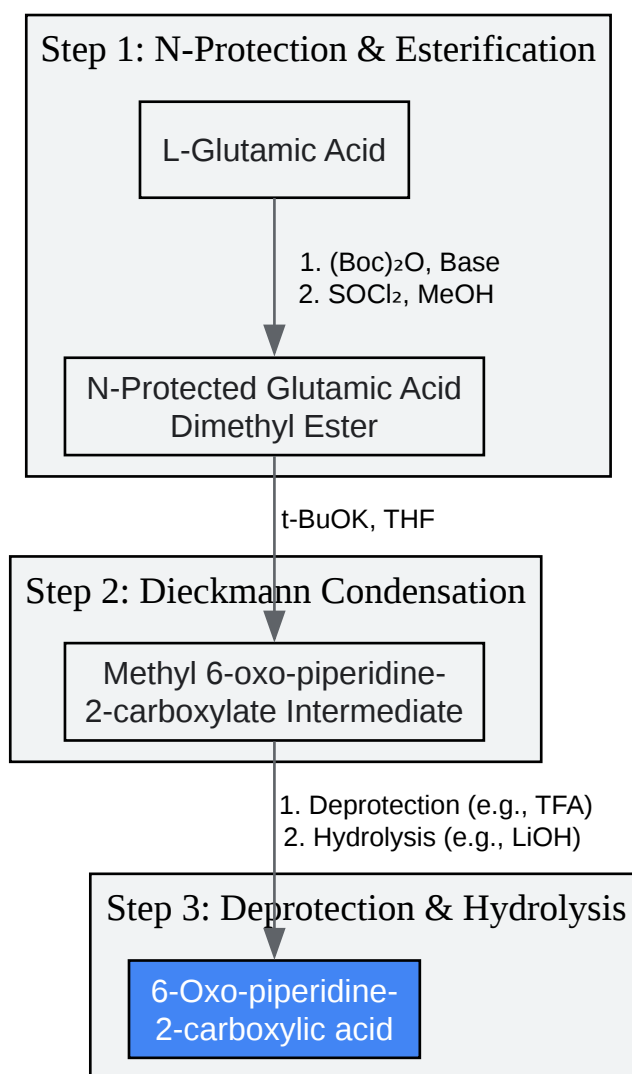 Step 1: N-Protection & Esterification
L-Glutamic Acid
1. (Boc)₂O, Base
2. SOCl₂, MeOH
N-Protected Glutamic Acid
Dimethyl Ester
t-BuOK, THF
Step 2: Dieckmann Condensation
Methyl 6-oxo-piperidine-
2-carboxylate Intermediate
1. Deprotection (e.g., TFA)
2. Hydrolysis (e.g., LiOH)
Step 3: Deprotection & Hydrolysis
6-Oxo-piperidine-
2-carboxylic acid